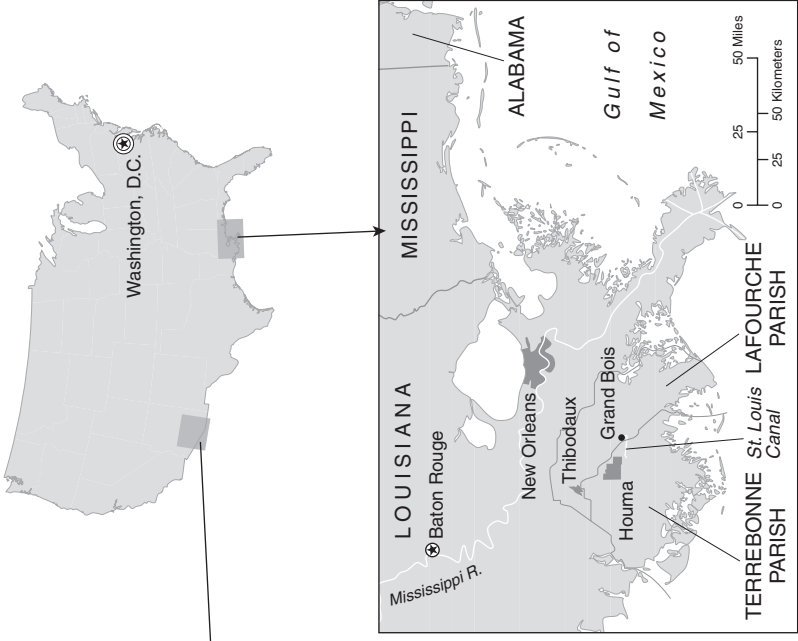 Washington, D.C.
MISSISSIPPI
ALABAMA
Gulf of
Mexico
LOUISIANA
Baton Rouge
Mississippi R.
New Orleans
Thibodaux
Grand Bois
Houma
TERREBONNE
PARISH
St. Louis
Canal
LAFOURCHE
PARISH
0 25 50 Miles
0 25 50 Kilometers